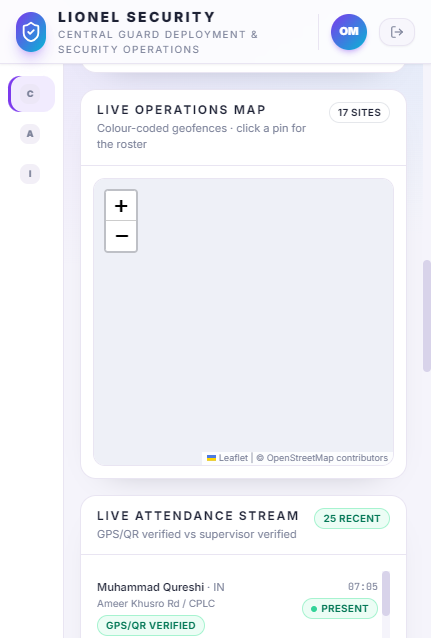 LIONEL SECURITY
CENTRAL GUARD DEPLOYMENT &
SECURITY OPERATIONS
OM
C
A
I
LIVE OPERATIONS MAP
17 SITES
Colour-coded geofences · click a pin for
the roster
+
−
Leaflet | © OpenStreetMap contributors
LIVE ATTENDANCE STREAM
25 RECENT
GPS/QR verified vs supervisor verified
Muhammad Qureshi · IN
07:05
Ameer Khusro Rd / CPLC
PRESENT
GPS/QR VERIFIED